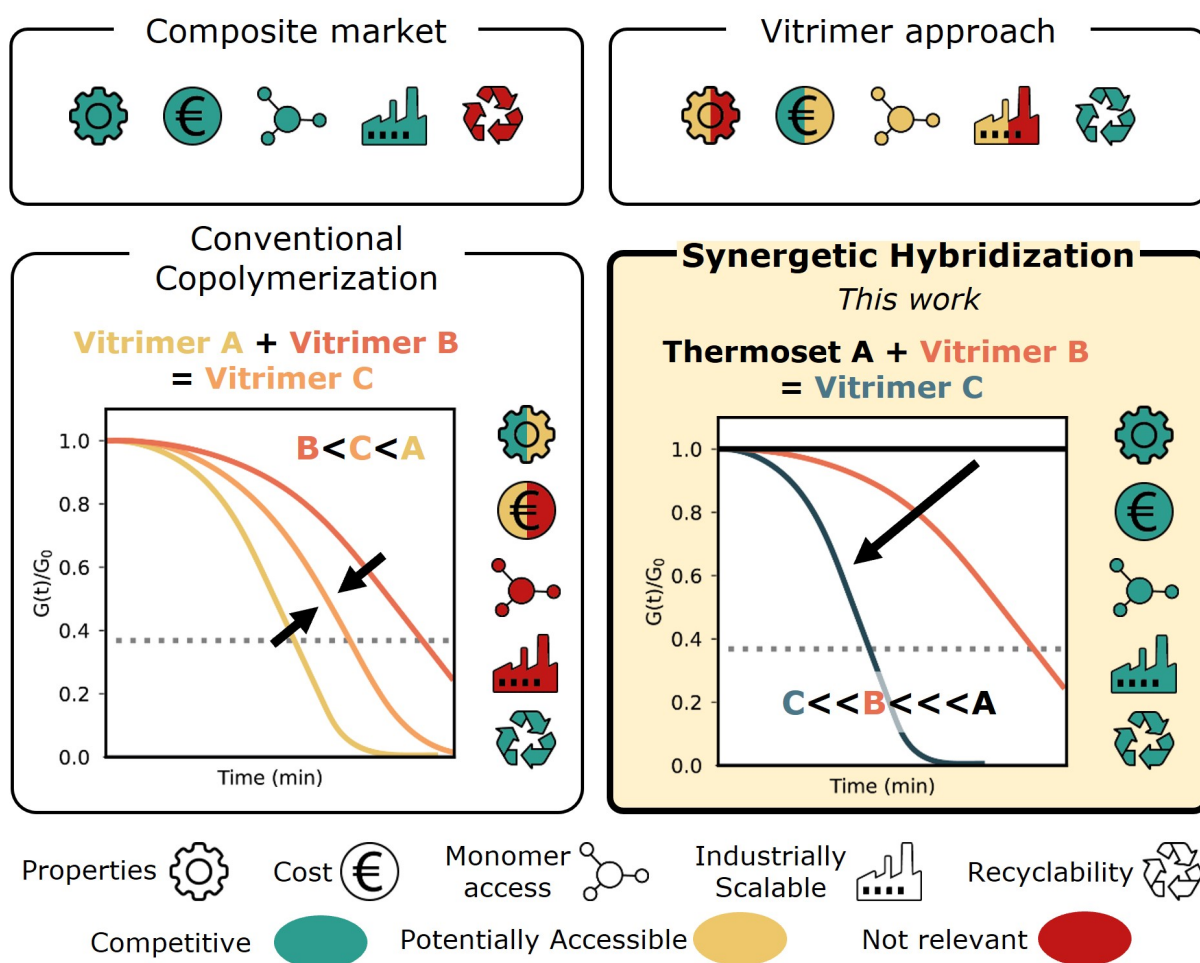 Composite market
€
Vitrimer approach
€
Conventional
Copolymerization
Vitrimer A + Vitrimer B
= Vitrimer C
B<C<A
1.0
0.8
0.6
0.4
0.2
0.0
G(t)/G₀
Time (min)
€
Synergetic Hybridization
This work
Thermoset A + Vitrimer B
= Vitrimer C
1.0
0.8
0.6
0.4
0.2
0.0
G(t)/G₀
C<<B<<<A
Time (min)
€
Properties
Cost €
Monomer
access
Industrially
Scalable
Recyclability
Competitive
Potentially Accessible
Not relevant